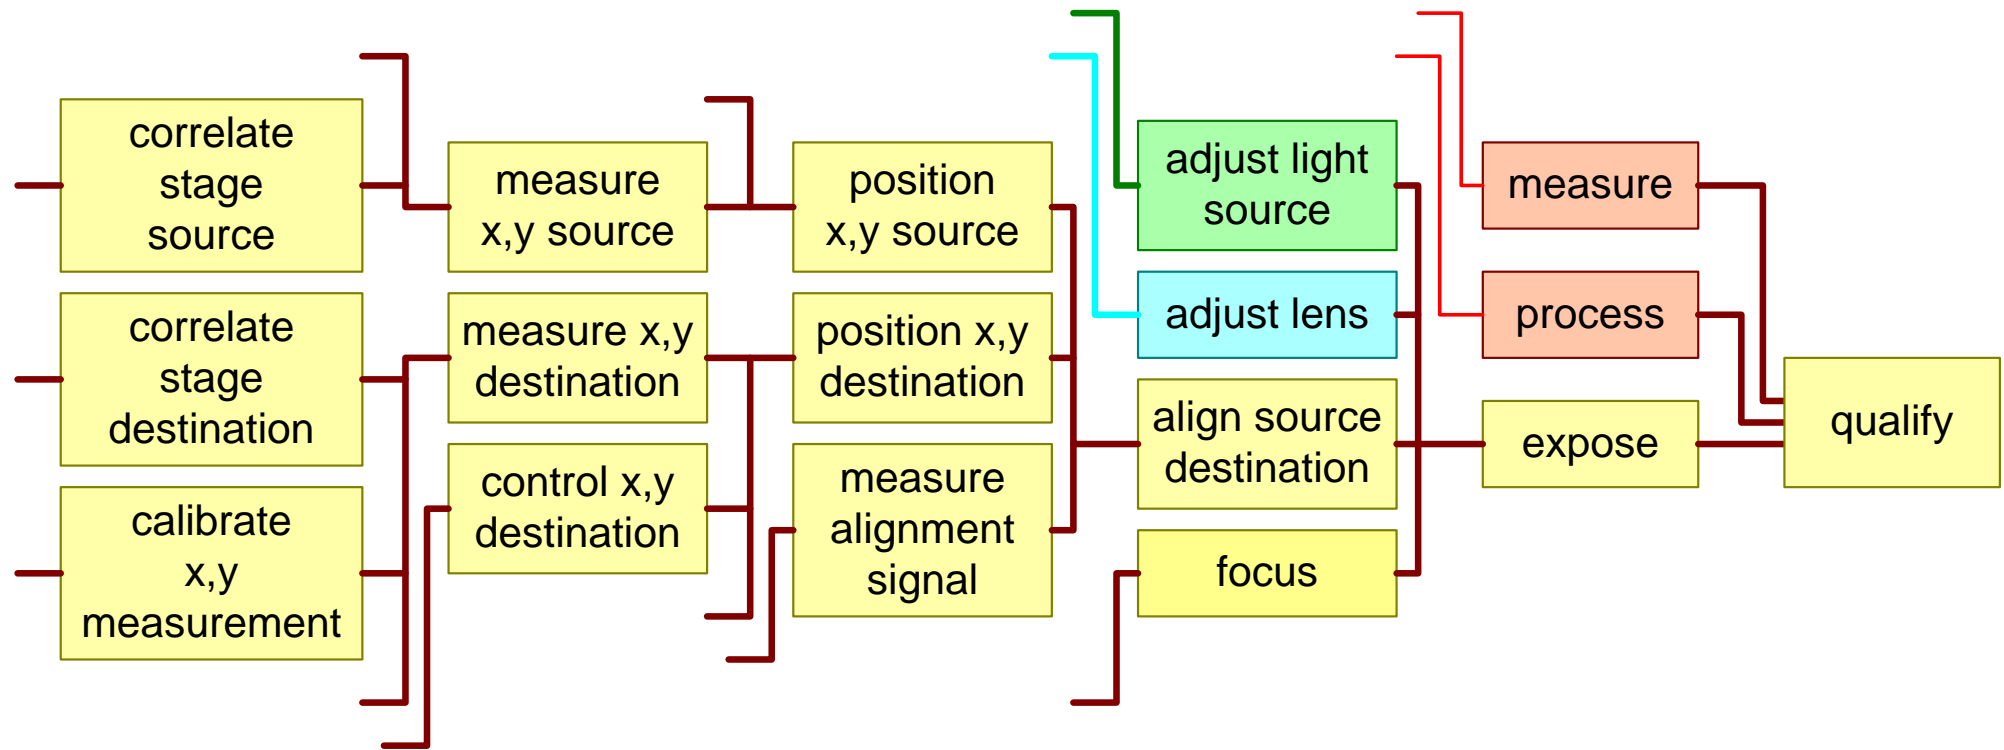 correlate
stage
source
correlate
stage
destination
calibrate
x,y
measurement
measure
x,y source
measure x,y
destination
control x,y
destination
position
x,y source
position x,y
destination
measure
alignment
signal
adjust light
source
adjust lens
align source
destination
focus
measure
process
expose
qualify